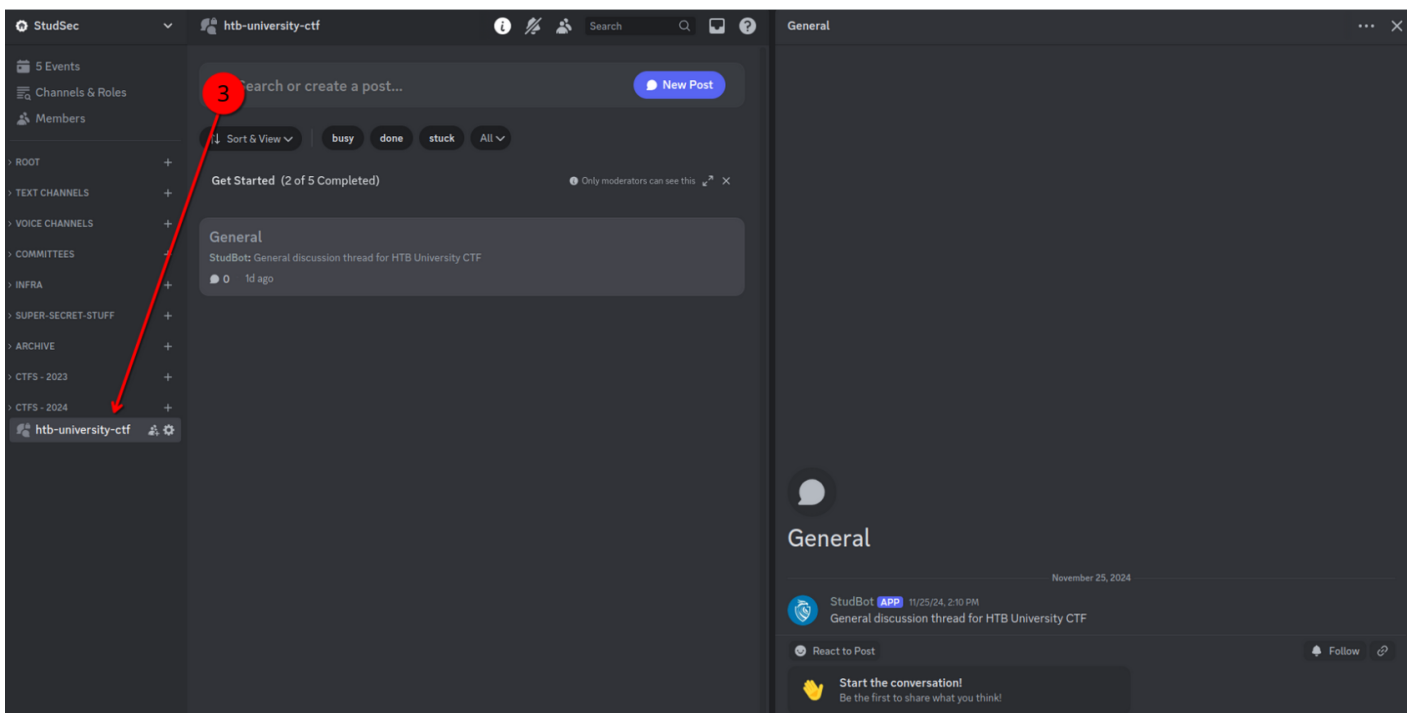 StudSec
5 Events
Channels & Roles
Members
ROOT
TEXT CHANNELS
VOICE CHANNELS
COMMITTEES
INFRA
SUPER-SECRET-STUFF
ARCHIVE
CTFS - 2023
CTFS - 2024
htb-university-ctf
htb-university-ctf
Search
3
Search or create a post...
New Post
Sort & View
busy
done
stuck
All
Get Started (2 of 5 Completed)
Only moderators can see this
General
StudBot: General discussion thread for HTB University CTF
0 1d ago
General
General
November 25, 2024
StudBot APP 11/25/24, 2:10 PM
General discussion thread for HTB University CTF
React to Post
Follow
Start the conversation!
Be the first to share what you think!